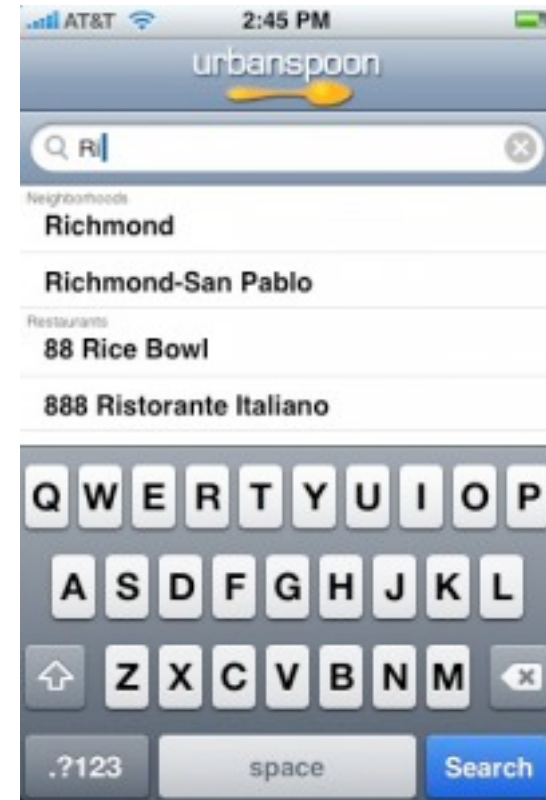 AT&T 2:45 PM
urbanspoon
Ri
Neighborhoods
Richmond
Richmond-San Pablo
Restaurants
88 Rice Bowl
888 Ristorante Italiano
Q W E R T Y U I O P
A S D F G H J K L
Z X C V B N M
.?123 space Search